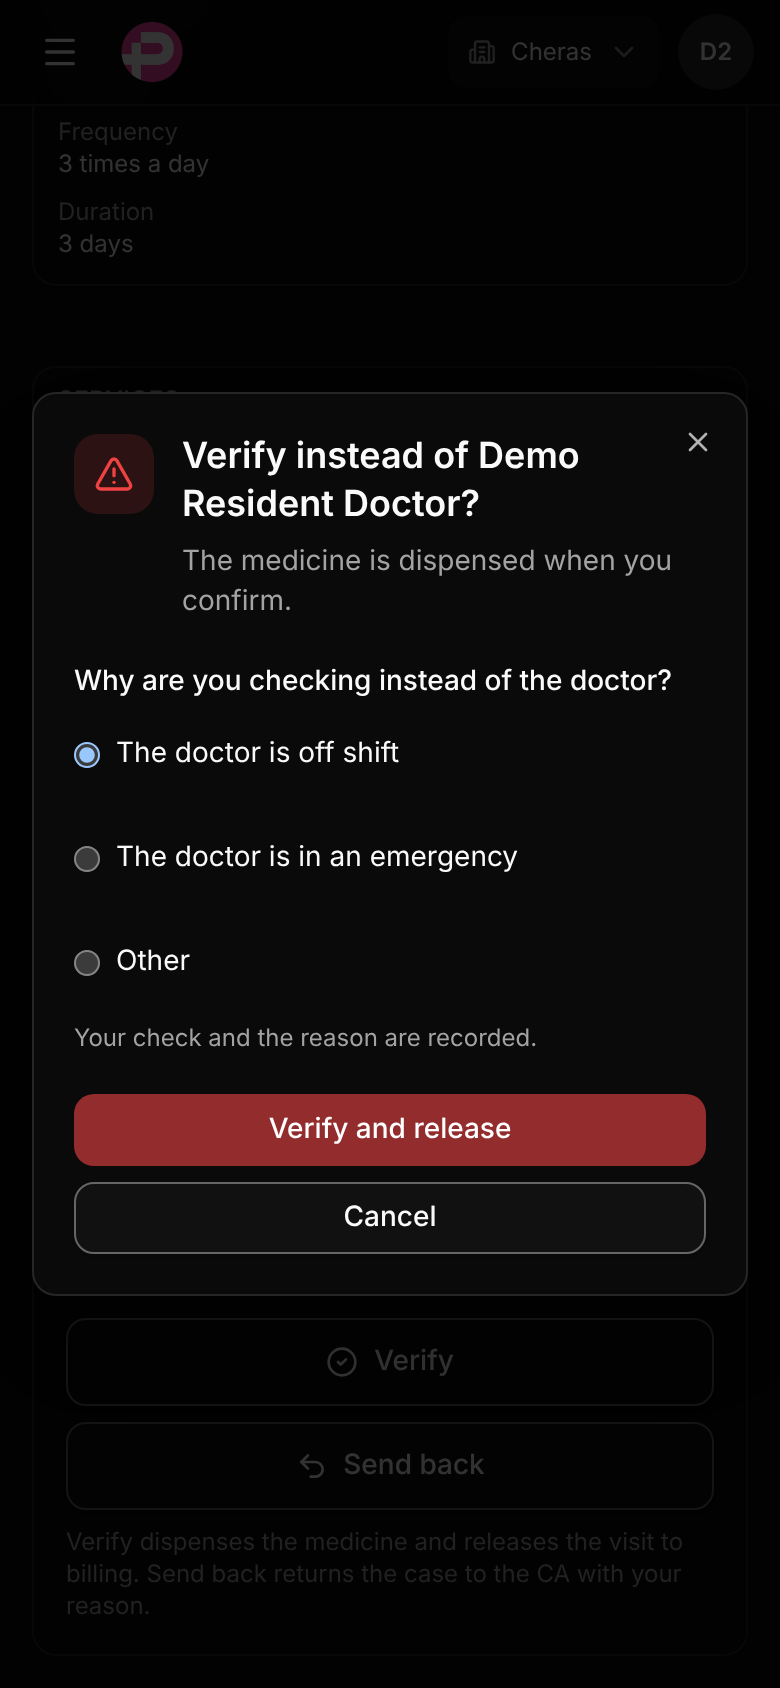 Cheras
D2
Frequency
3 times a day
Duration
3 days
Verify instead of Demo
Resident Doctor?
The medicine is dispensed when you
confirm.
Why are you checking instead of the doctor?
The doctor is off shift
The doctor is in an emergency
Other
Your check and the reason are recorded.
Verify and release
Cancel
Verify
Send back
Verify dispenses the medicine and releases the visit to
billing. Send back returns the case to the CA with your
reason.